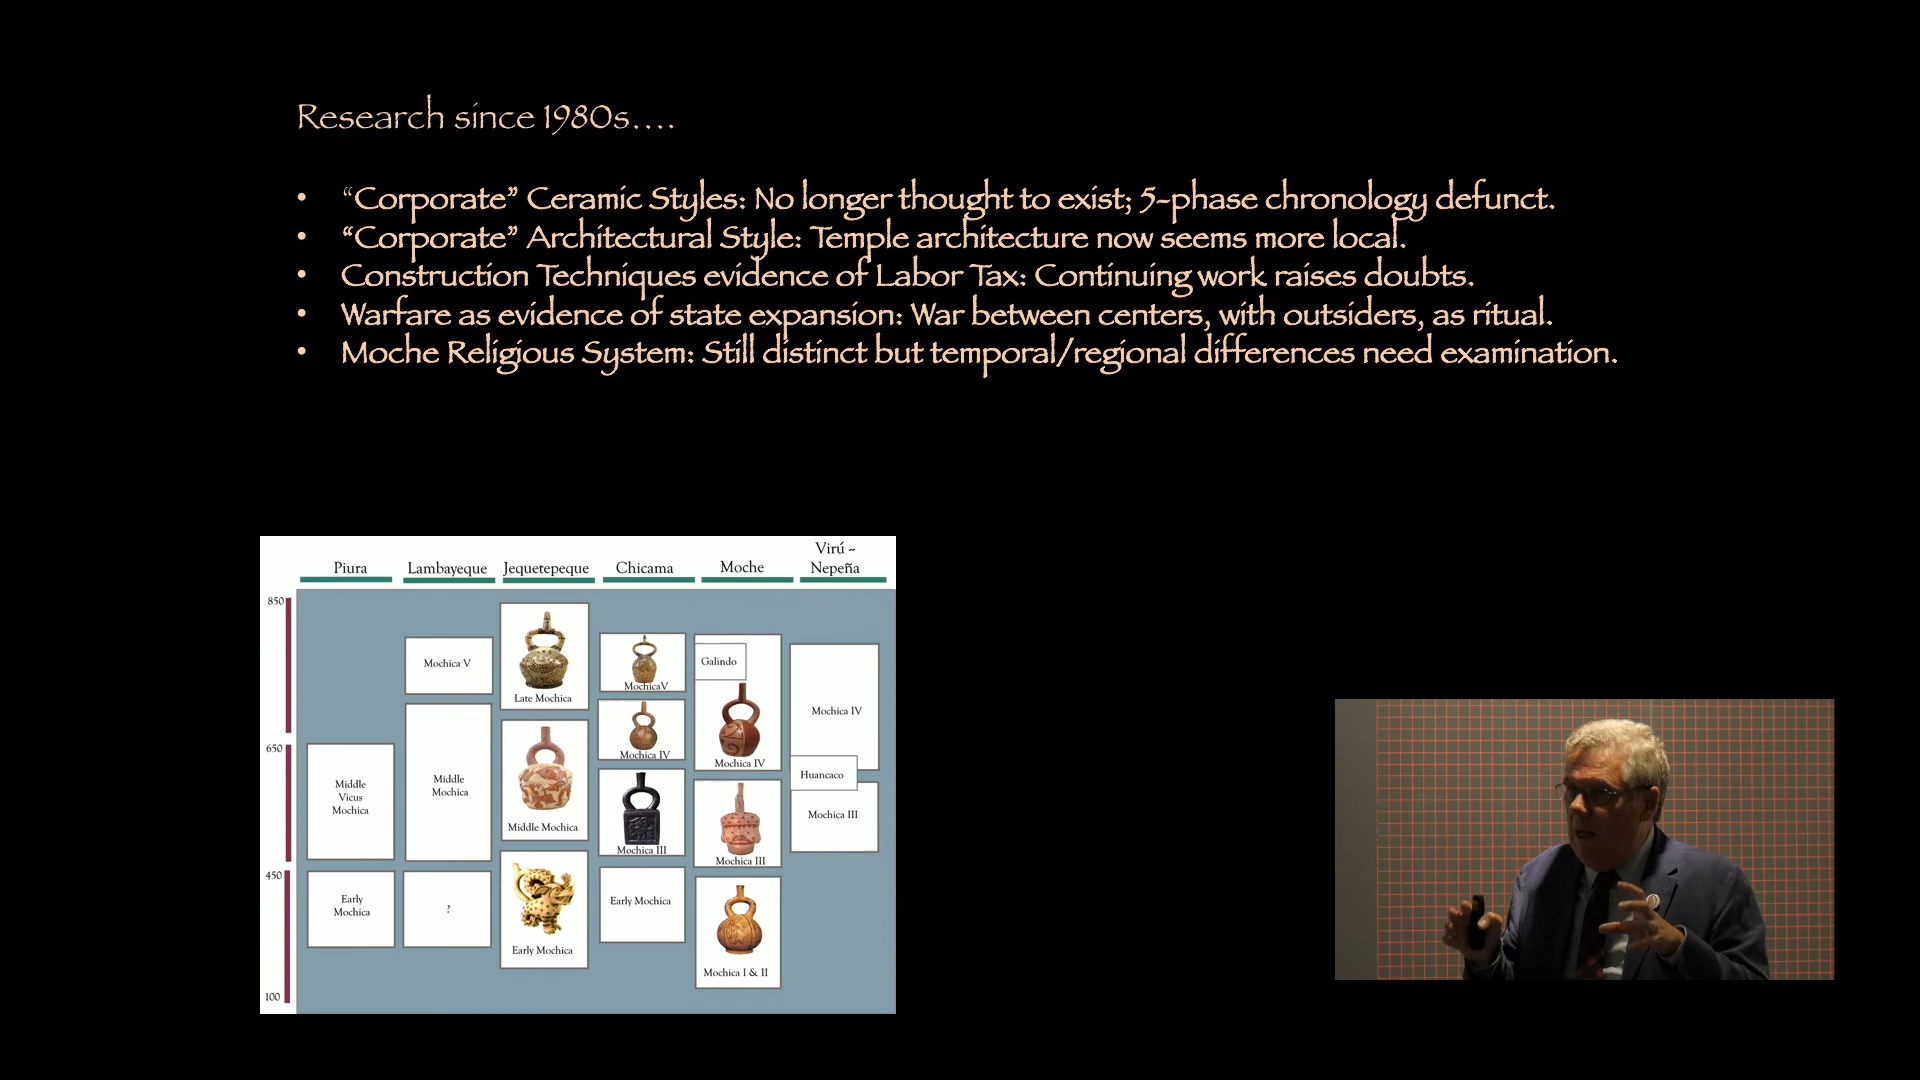 Research since 1980s....
• “Corporate” Ceramic Styles: No longer thought to exist; 5-phase chronology defunct.
• “Corporate” Architectural Style: Temple architecture now seems more local.
• Construction Techniques evidence of Labor Tax: Continuing work raises doubts.
• Warfare as evidence of state expansion: War between centers, with outsiders, as ritual.
• Moche Religious System: Still distinct but temporal/regional differences need examination.
Piura
Lambayeque
Jequetepeque
Chicama
Moche
Virú ~
Nepeña
850
650
450
100
Middle
Vicus
Mochica
Early
Mochica
Mochica V
Middle
Mochica
?
Late Mochica
Middle Mochica
Early Mochica
MochicaV
Mochica IV
Mochica III
Early Mochica
Galindo
Mochica IV
Mochica III
Mochica I & II
Mochica IV
Huancaco
Mochica III